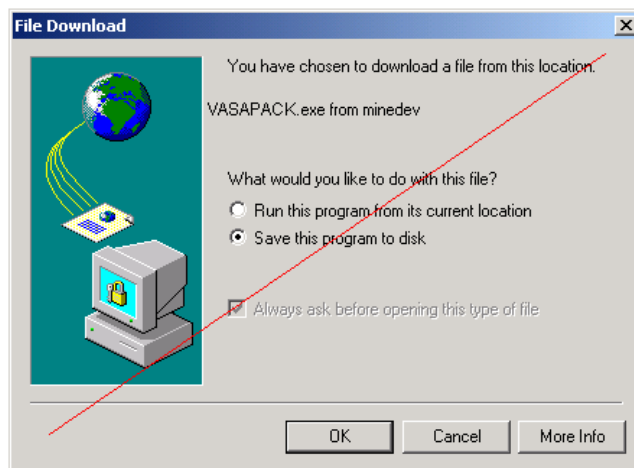 File Download
You have chosen to download a file from this location.
VASAPACK.exe from minedev
What would you like to do with this file?
Run this program from its current location
Save this program to disk
Always ask before opening this type of file
OK Cancel More Info